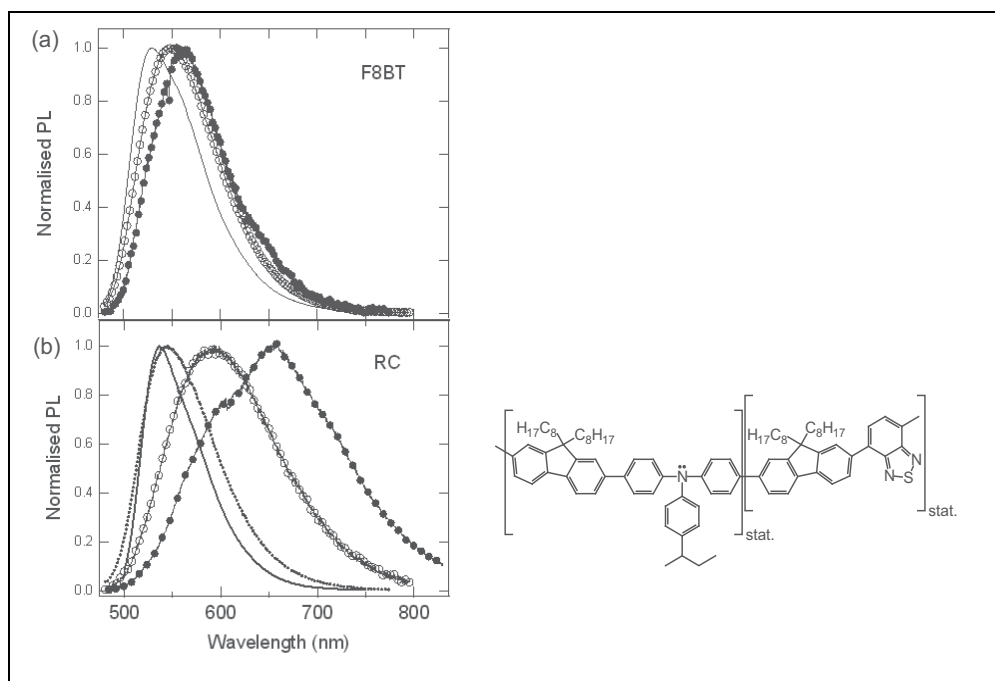 (a)
1.0
0.8
0.6
0.4
0.2
0.0
Normalised PL
F8BT
(b)
1.0
0.8
0.6
0.4
0.2
0.0
Normalised PL
RC
500 600 700 800
Wavelength (nm)
H17C8 C8H17
N
stat.
H17C8 C8H17
N
S
N
stat.